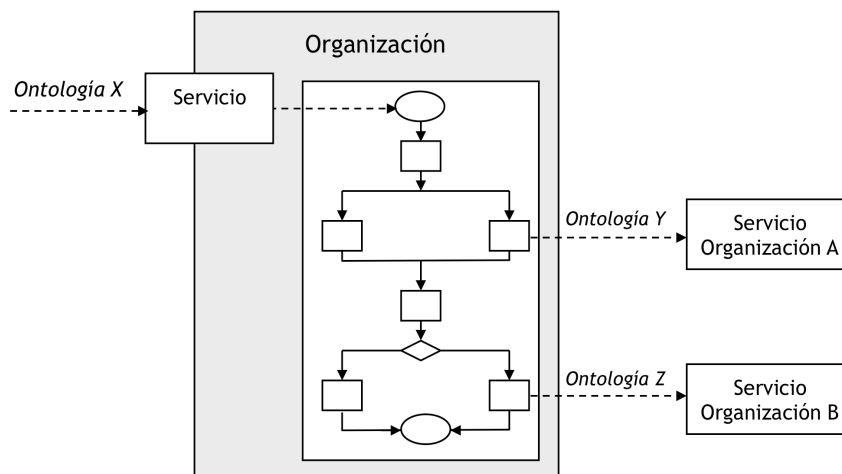 Organización
Ontología X
Servicio
Ontología Y
Servicio
Organización A
Ontología Z
Servicio
Organización B